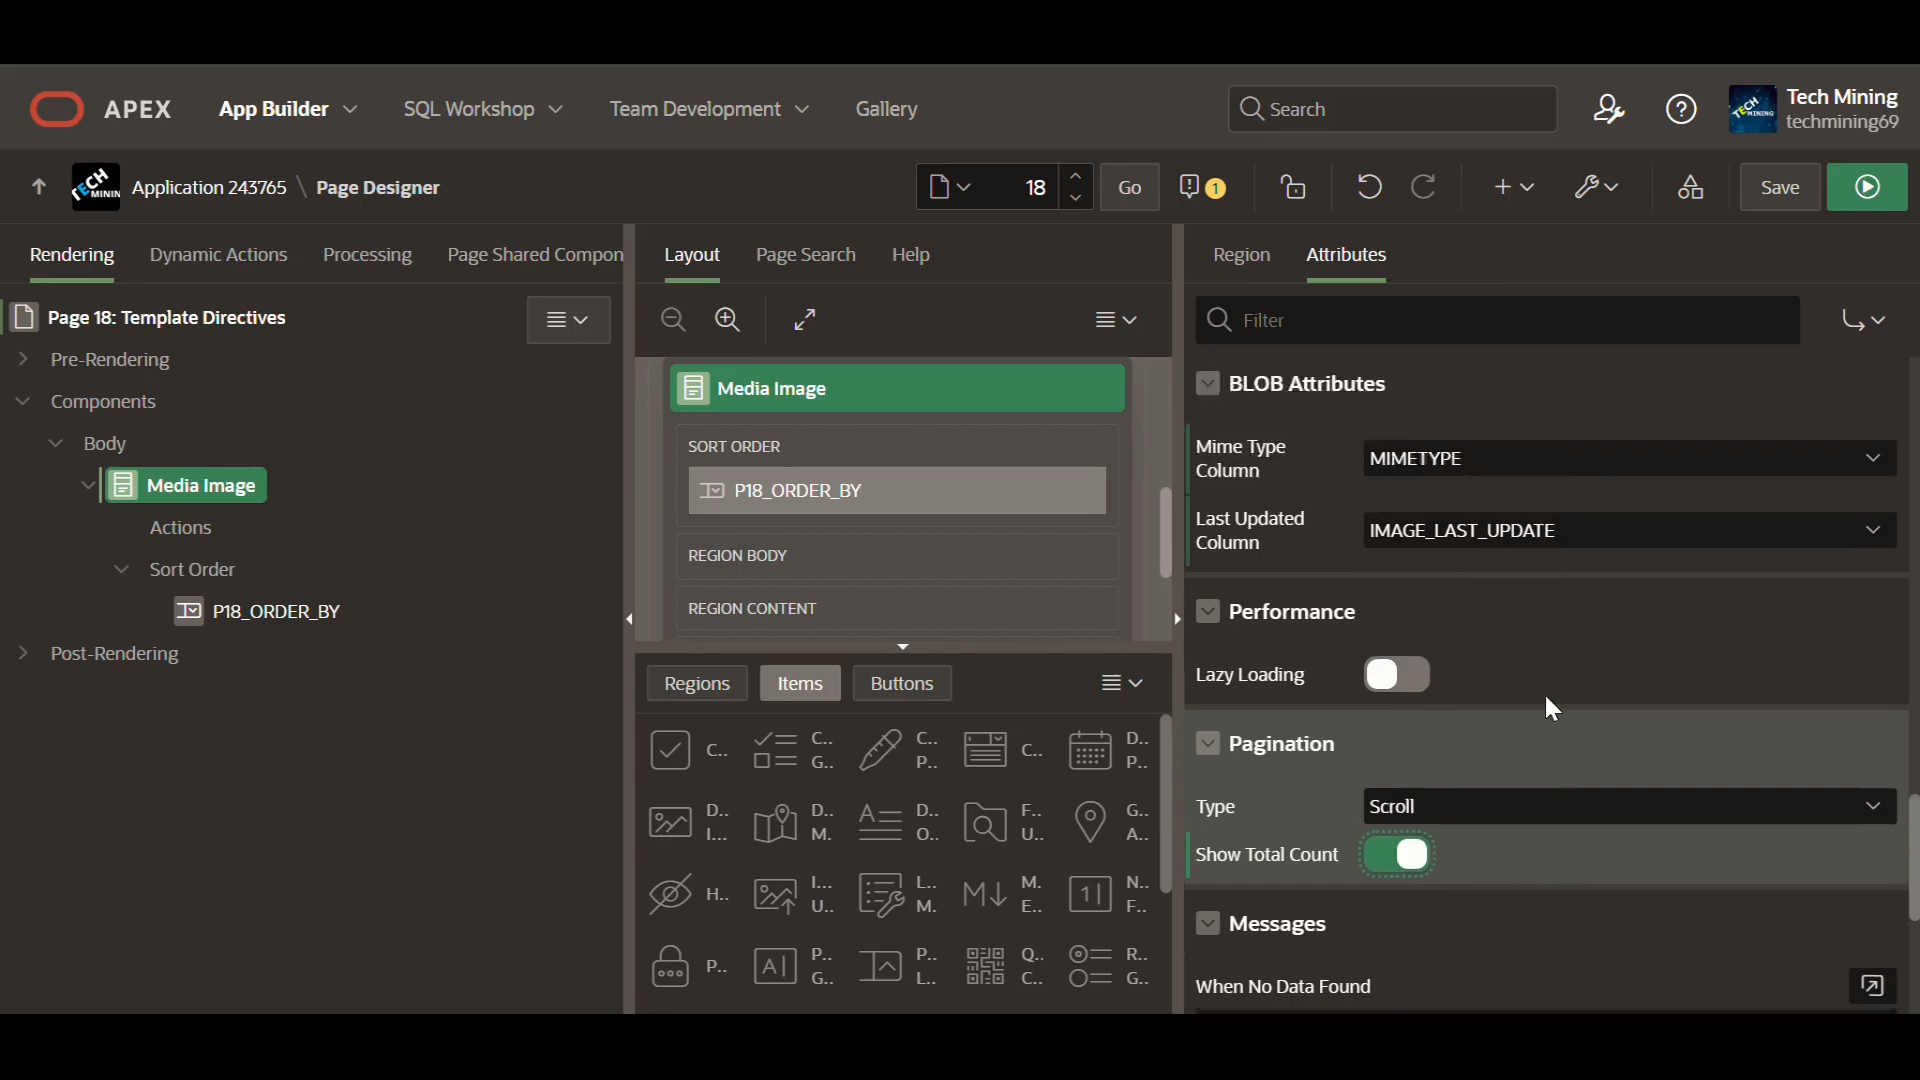 APEX
App Builder
SQL Workshop
Team Development
Gallery
Search
Tech Mining
techmining69
TECH
MINING
Application 243765 \ Page Designer
18
Go
1
Save
Rendering
Dynamic Actions
Processing
Page Shared Compon
Layout
Page Search
Help
Region
Attributes
Page 18: Template Directives
Pre-Rendering
Components
Body
Media Image
Actions
Sort Order
P18_ORDER_BY
Post-Rendering
Media Image
SORT ORDER
P18_ORDER_BY
REGION BODY
REGION CONTENT
Regions
Items
Buttons
C..
C..
G..
C..
P..
C..
D..
P..
D..
I...
D..
M.
D..
O..
F..
U..
G..
A..
H..
I...
U..
L..
M.
M.
E..
N..
F..
P..
P..
G..
P..
L..
Q..
C..
R..
G..
Filter
BLOB Attributes
Mime Type
Column
MIMETYPE
Last Updated
Column
IMAGE_LAST_UPDATE
Performance
Lazy Loading
Pagination
Type
Scroll
Show Total Count
Messages
When No Data Found